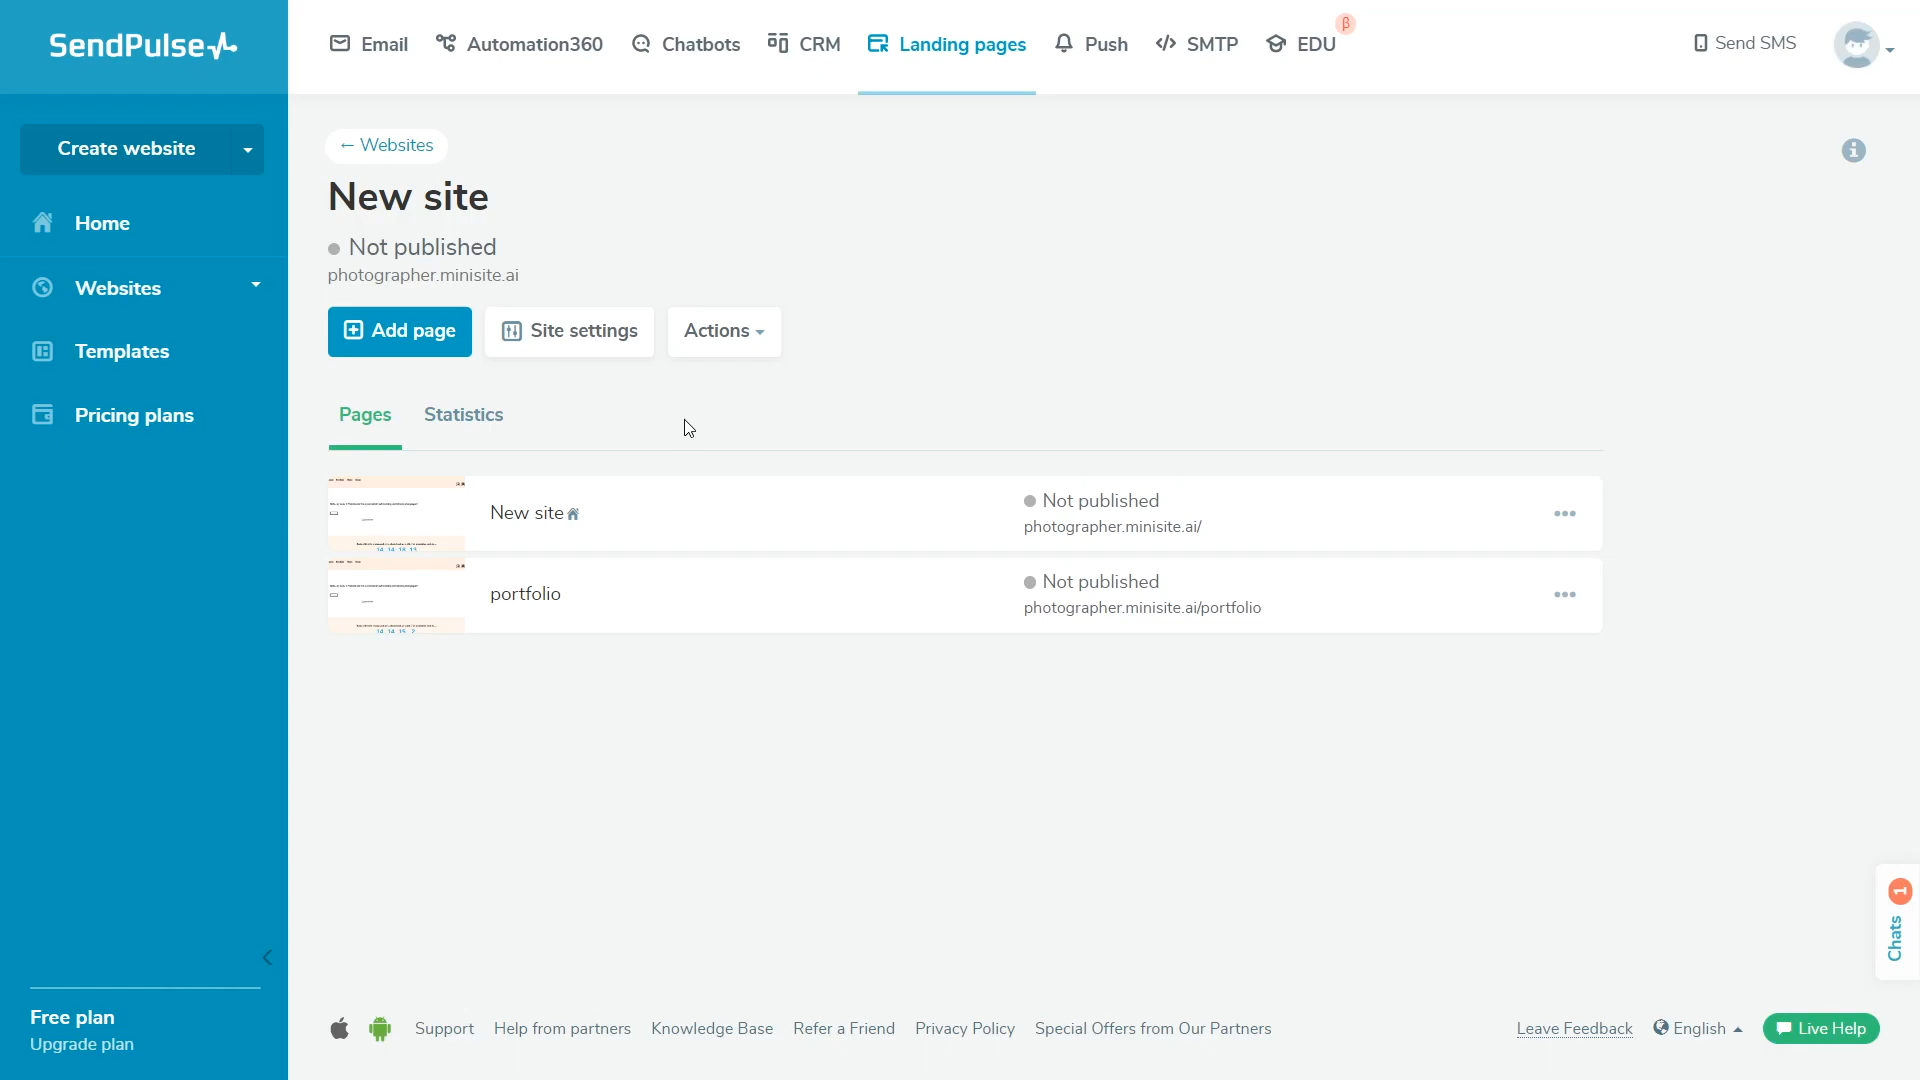 SendPulse
Email
Automation360
Chatbots
CRM
Landing pages
Push
SMTP
EDU
β
Send SMS
Create website
Home
Websites
Templates
Pricing plans
← Websites
New site
Not published
photographer.minisite.ai
Add page
Site settings
Actions
Pages
Statistics
New site
Not published
photographer.minisite.ai/
portfolio
Not published
photographer.minisite.ai/portfolio
Chats 1
Free plan
Upgrade plan
Support
Help from partners
Knowledge Base
Refer a Friend
Privacy Policy
Special Offers from Our Partners
Leave Feedback
English
Live Help